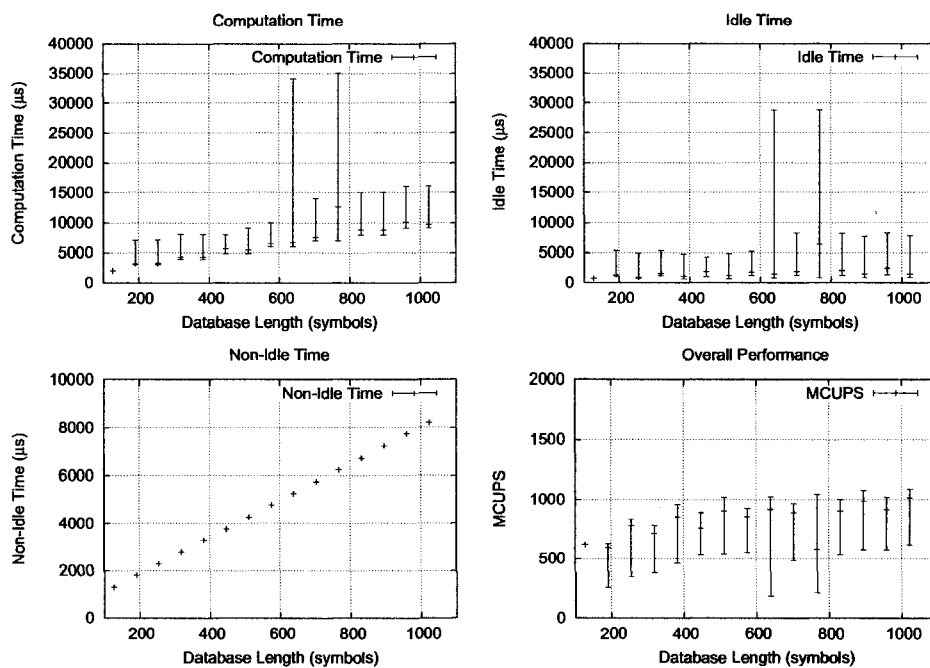 Computation Time
40000
35000
30000
25000
20000
15000
10000
5000
0
Computation Time (µs)
Computation Time
200 400 600 800 1000
Database Length (symbols)
Idle Time
40000
35000
30000
25000
20000
15000
10000
5000
0
Idle Time (µs)
Idle Time
200 400 600 800 1000
Database Length (symbols)
Non-Idle Time
10000
8000
6000
4000
2000
0
Non-Idle Time (µs)
Non-Idle Time
200 400 600 800 1000
Database Length (symbols)
Overall Performance
2000
1500
1000
500
0
MCUPS
MCUPS
200 400 600 800 1000
Database Length (symbols)